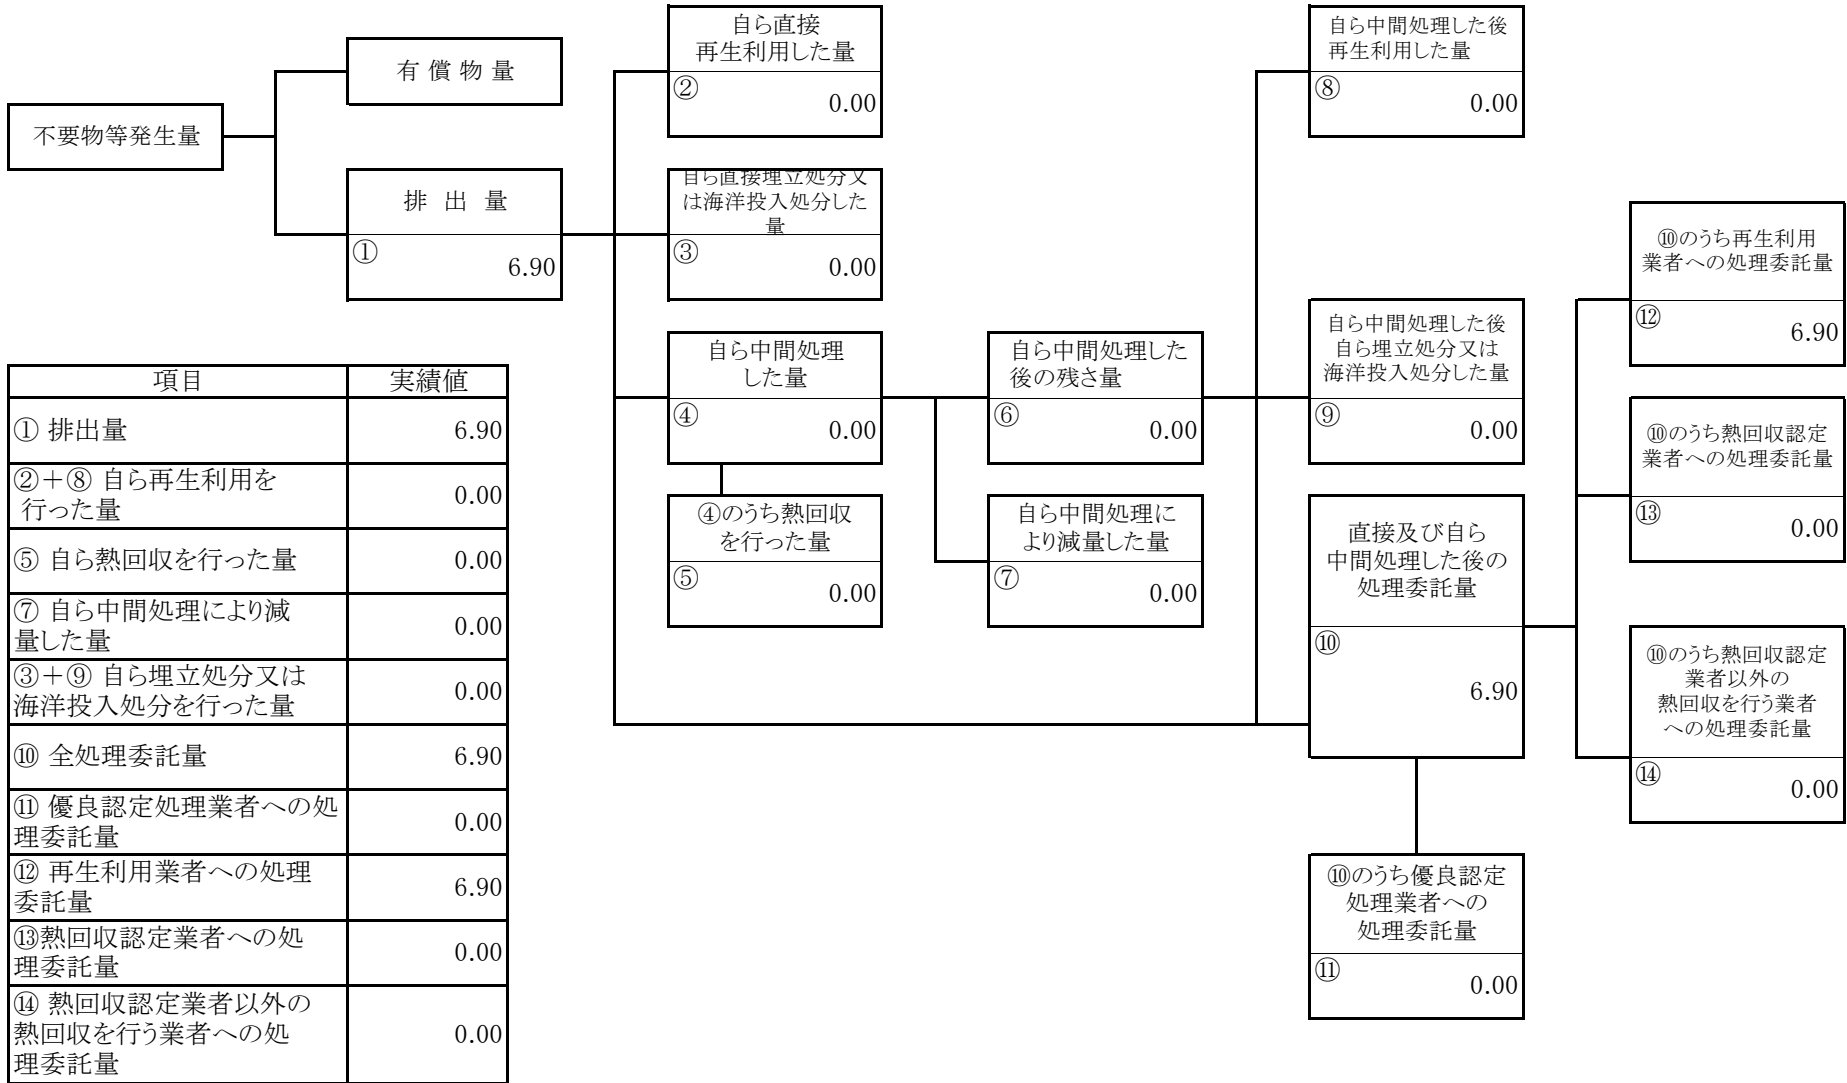 不要物等発生量
有 償 物 量
排 出 量
①
6.90
自ら直接
再生利用した量
②
0.00
自ら直接埋立処分又
は海洋投入処分した
量
③
0.00
自ら中間処理
した量
④
0.00
④のうち熱回収
を行った量
⑤
0.00
自ら中間処理した
後の残さ量
⑥
0.00
自ら中間処理に
より減量した量
⑦
0.00
自ら中間処理した後
再生利用した量
⑧
0.00
自ら中間処理した後
自ら埋立処分又は
海洋投入処分した量
⑨
0.00
直接及び自ら
中間処理した後の
処理委託量
⑩
6.90
⑩のうち優良認定
処理業者への
処理委託量
⑪
0.00
⑩のうち再生利用
業者への処理委託量
⑫
6.90
⑩のうち熱回収認定
業者への処理委託量
⑬
0.00
⑩のうち熱回収認定
業者以外の
熱回収を行う業者
への処理委託量
⑭
0.00
項目 実績値
① 排出量 6.90
②+⑧ 自ら再生利用を
行った量
0.00
⑤ 自ら熱回収を行った量 0.00
⑦ 自ら中間処理により減
量した量
0.00
③+⑨ 自ら埋立処分又は
海洋投入処分を行った量
0.00
⑩ 全処理委託量 6.90
⑪ 優良認定処理業者への処
理委託量
0.00
⑫ 再生利用業者への処理
委託量
6.90
⑬熱回収認定業者への処
理委託量
0.00
⑭ 熱回収認定業者以外の
熱回収を行う業者への処
理委託量
0.00